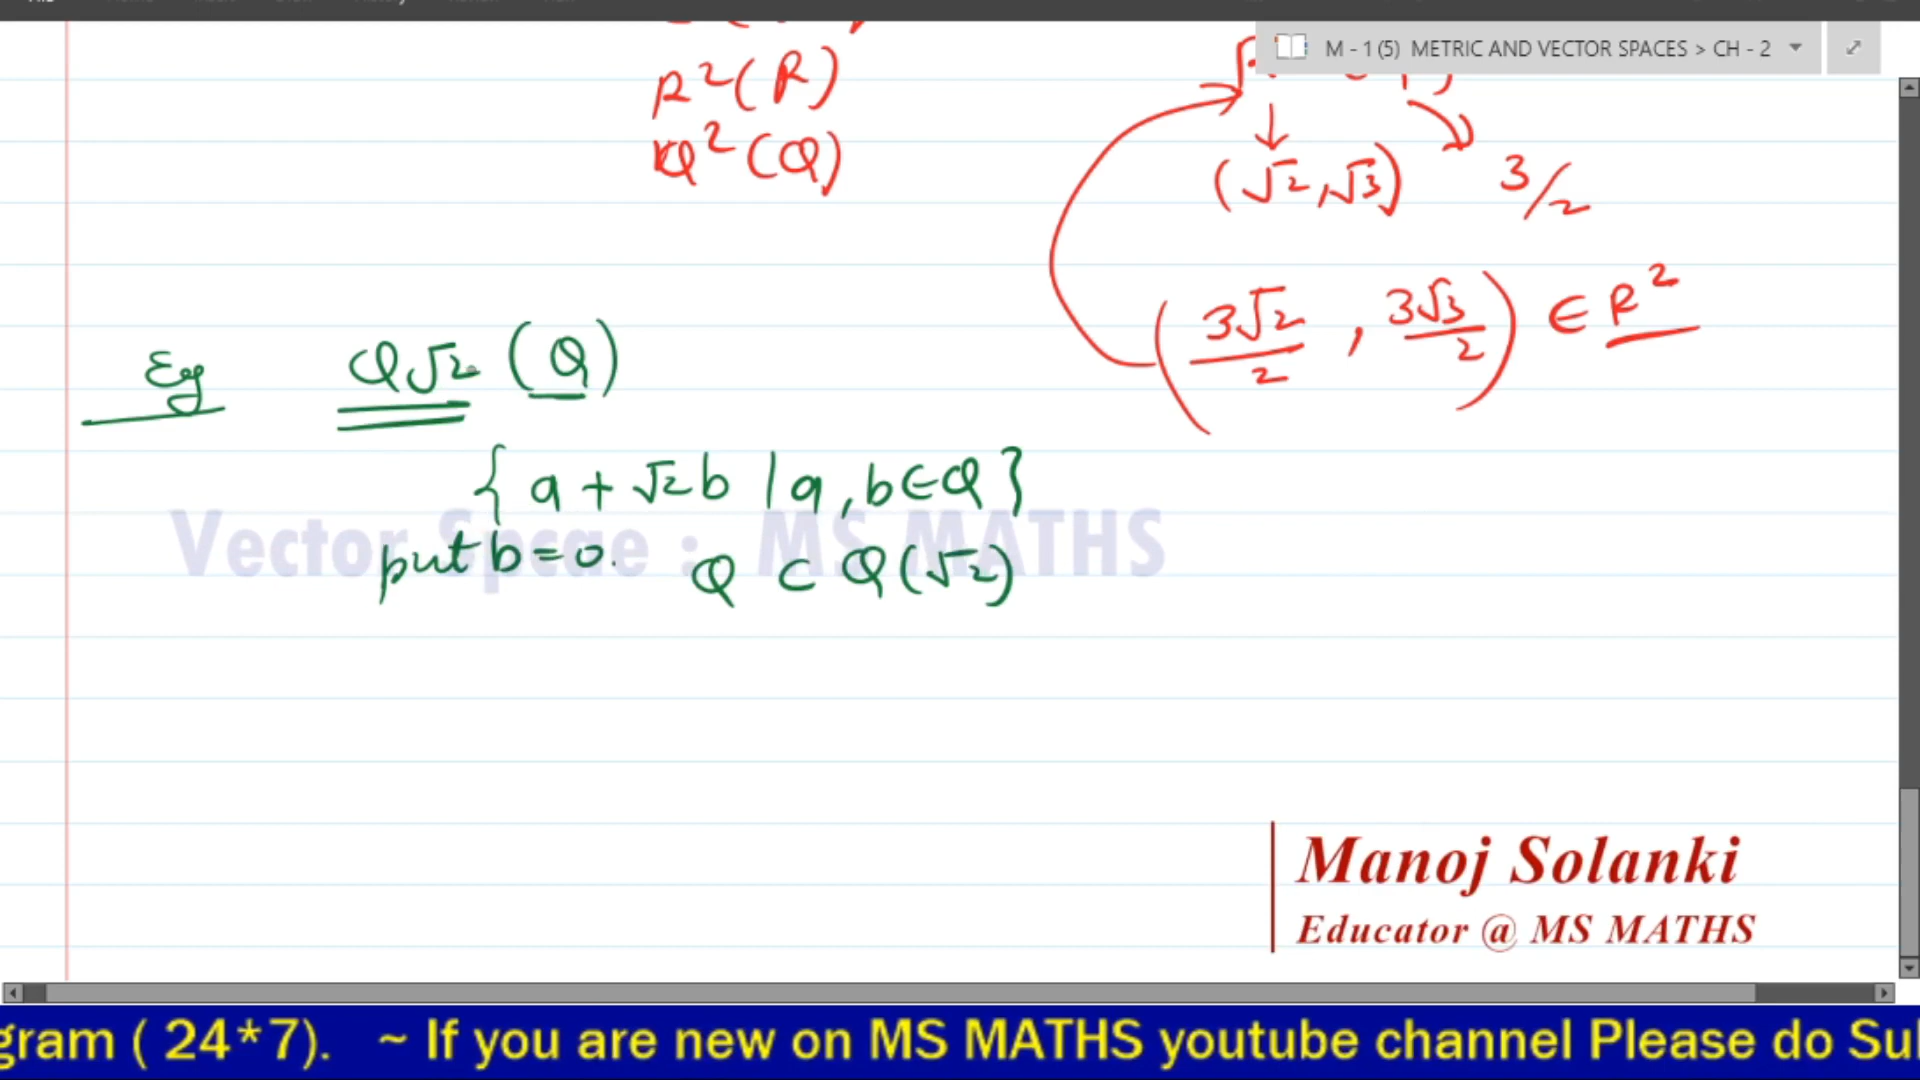 M - 1 (5) METRIC AND VECTOR SPACES > CH - 2
R²(R)
Q²(Q)
(√2,√3) 3/2
(3√2/2 , 3√3/2) ∈ R²
Eg Q√2 (Q)
{ a + √2 b | a, b ∈ Q }
Vector Spcae : MS MATHS
put b = 0. Q ⊂ Q(√2)
Manoj Solanki
Educator @ MS MATHS
gram ( 24*7). ~ If you are new on MS MATHS youtube channel Please do Su